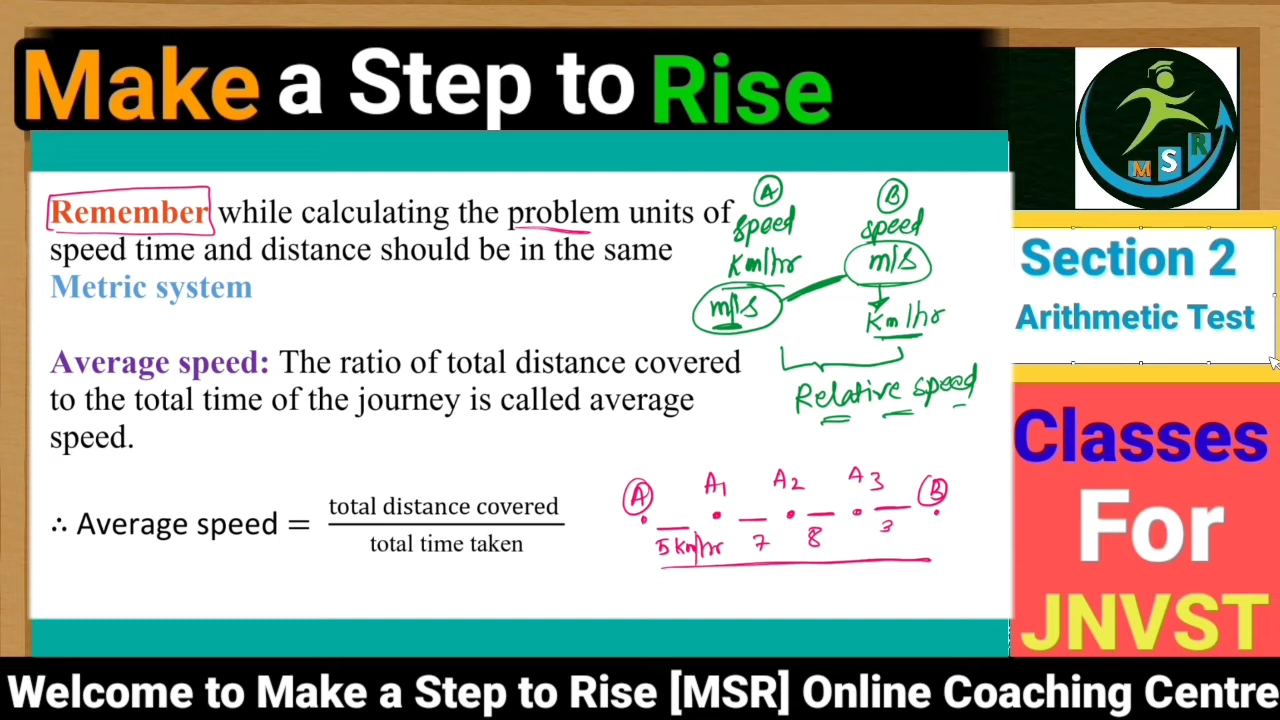 Make a Step to Rise
MSR
Remember while calculating the problem units of
speed time and distance should be in the same
Metric system
A
speed
Km/hr
m/s
B
speed
m/s
Km/hr
Relative speed
Average speed: The ratio of total distance covered
to the total time of the journey is called average
speed.
∴ Average speed = total distance covered
total time taken
A A1 A2 A3 B
5 Km/hr 7 8 3
Section 2
Arithmetic Test
Classes
For
JNVST
Welcome to Make a Step to Rise [MSR] Online Coaching Centre